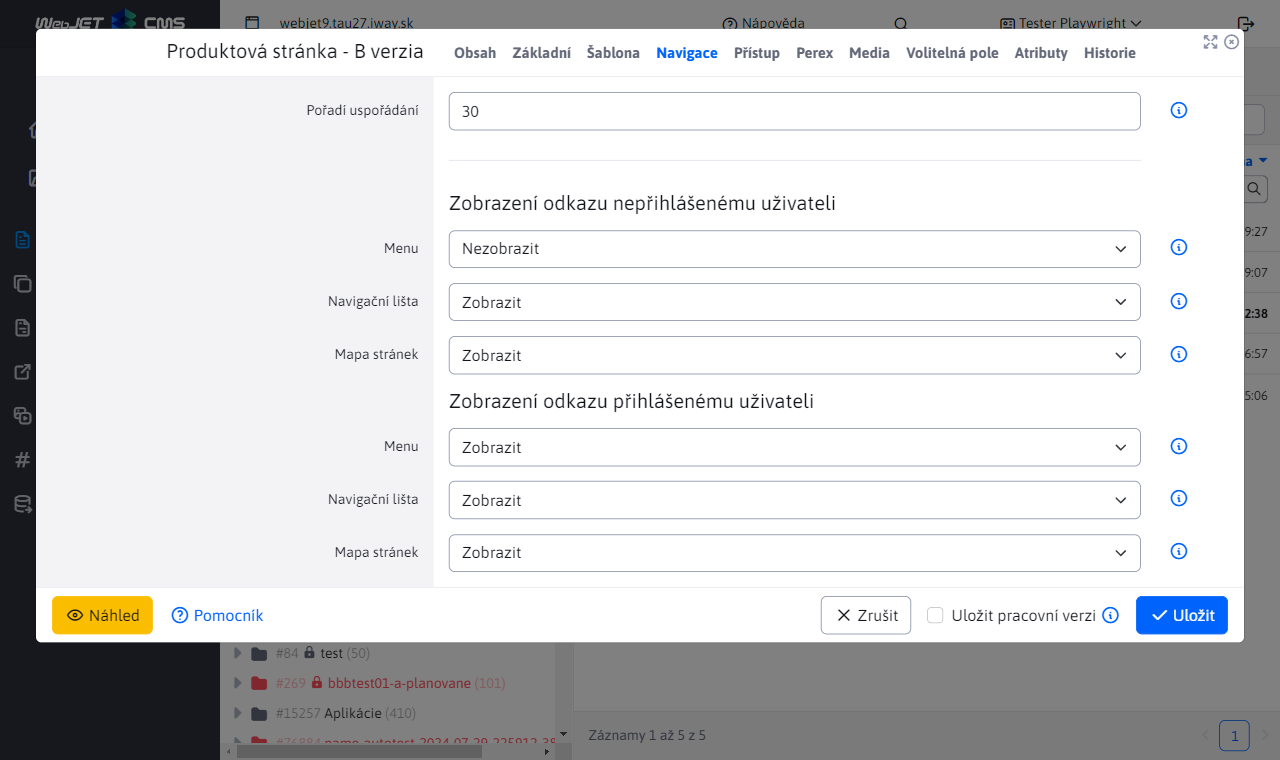 WebJET CMS
webjet9.tau27.iway.sk
Nápověda
Tester Playwright
Produktová stránka - B verzia
Obsah Základní Šablona Navigace Přístup Perex Media Volitelná pole Atributy Historie
Pořadí uspořádání
30
Zobrazení odkazu nepřihlášenému uživateli
Menu
Nezobrazit
Navigační lišta
Zobrazit
Mapa stránek
Zobrazit
Zobrazení odkazu přihlášenému uživateli
Menu
Zobrazit
Navigační lišta
Zobrazit
Mapa stránek
Zobrazit
9:27
9:07
2:38
6:57
5:06
Náhled
Pomocník
Zrušit
Uložit pracovní verzi
Uložit
#84 test (50)
#269 bbbtest01-a-planovane (101)
#15257 Aplikácie (410)
Záznamy 1 až 5 z 5
1